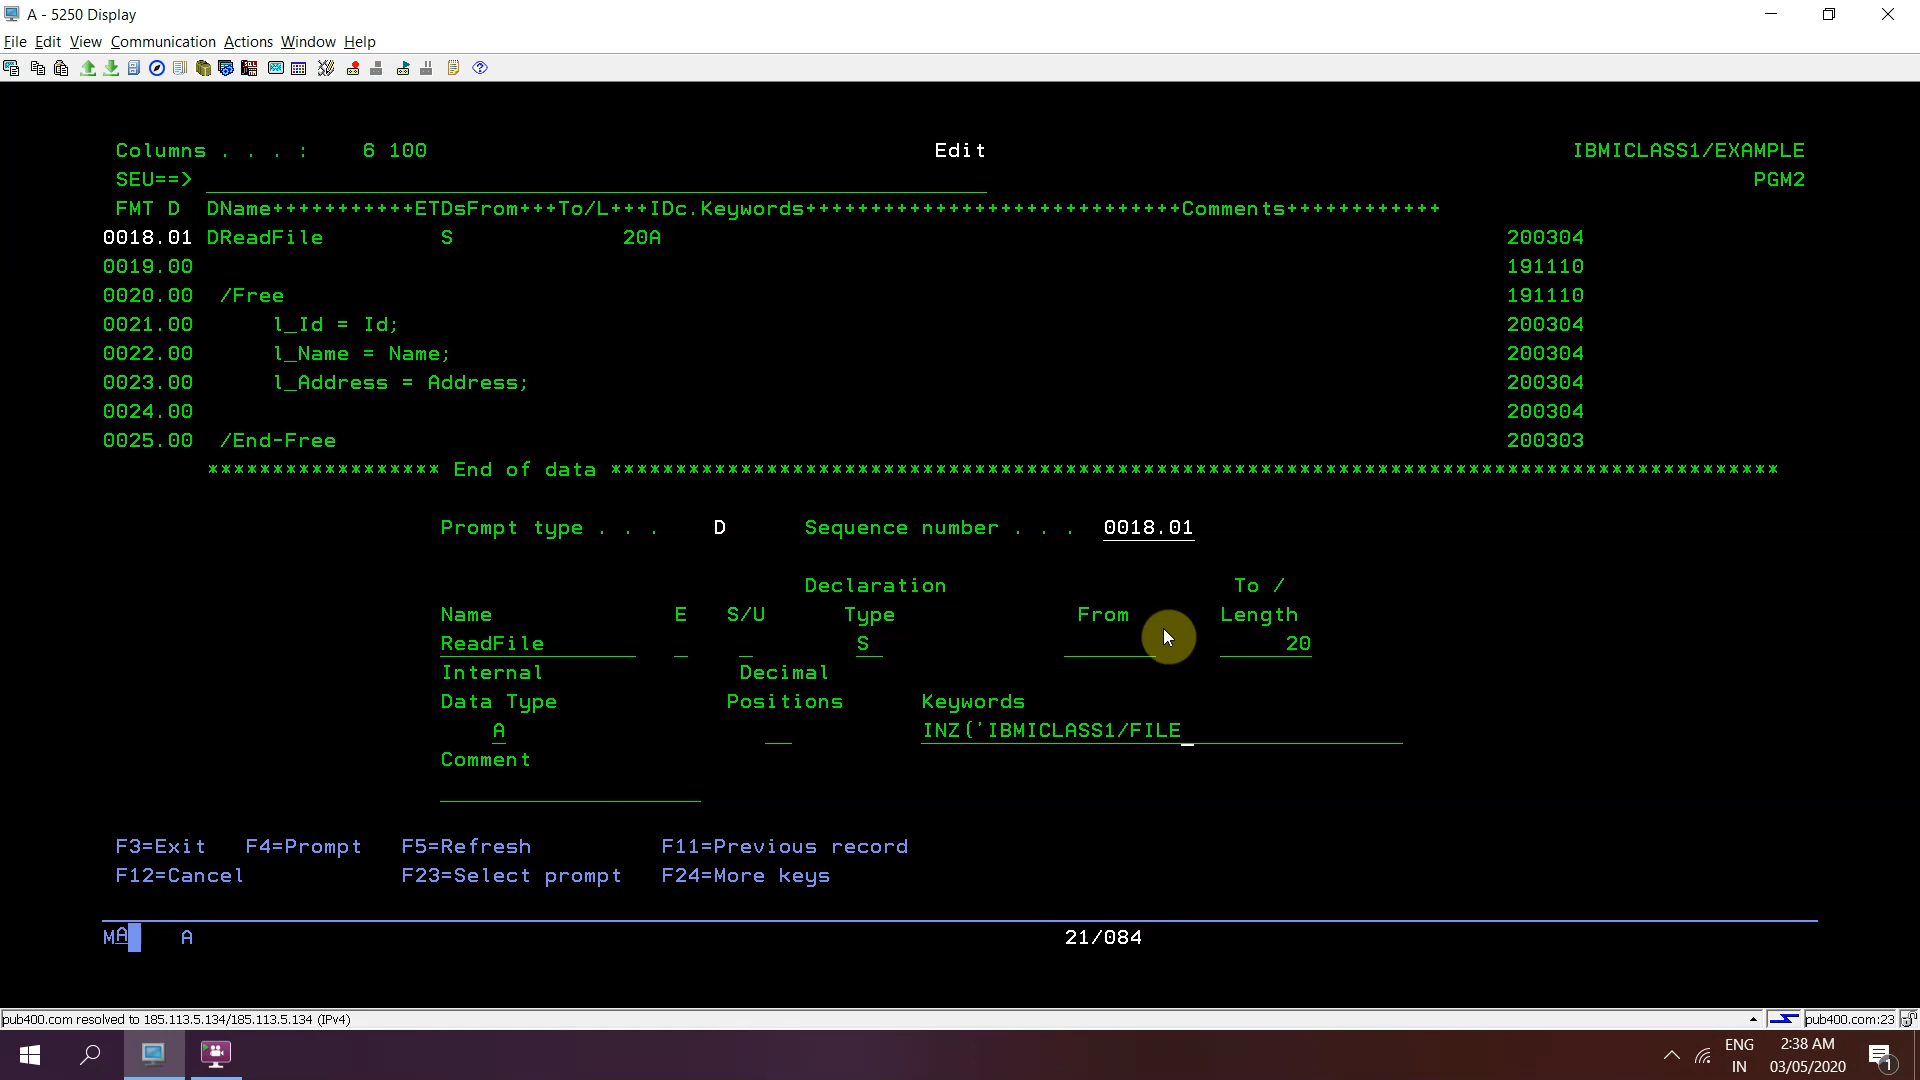 A - 5250 Display
File Edit View Communication Actions Window Help
Columns . . . : 6 100 Edit IBMICLASS1/EXAMPLE
SEU==> PGM2
FMT D DName+++++++++++ETDsFrom+++To/L+++IDc.Keywords+++++++++++++++++++++++++++++Comments++++++++++++
0018.01 DReadFile S 20A 200304
0019.00 191110
0020.00 /Free 191110
0021.00 l_Id = Id; 200304
0022.00 l_Name = Name; 200304
0023.00 l_Address = Address; 200304
0024.00 200304
0025.00 /End-Free 200303
****************** End of data ******************************************************************************************
Prompt type . . . D Sequence number . . . 0018.01
Declaration To /
Name E S/U Type From Length
ReadFile S 20
Internal Decimal
Data Type Positions Keywords
A INZ('IBMICLASS1/FILE
Comment
F3=Exit F4=Prompt F5=Refresh F11=Previous record
F12=Cancel F23=Select prompt F24=More keys
MA A 21/084
pub400.com resolved to 185.113.5.134/185.113.5.134 (IPv4) pub400.com:23
ENG 2:38 AM
IN 03/05/2020 1